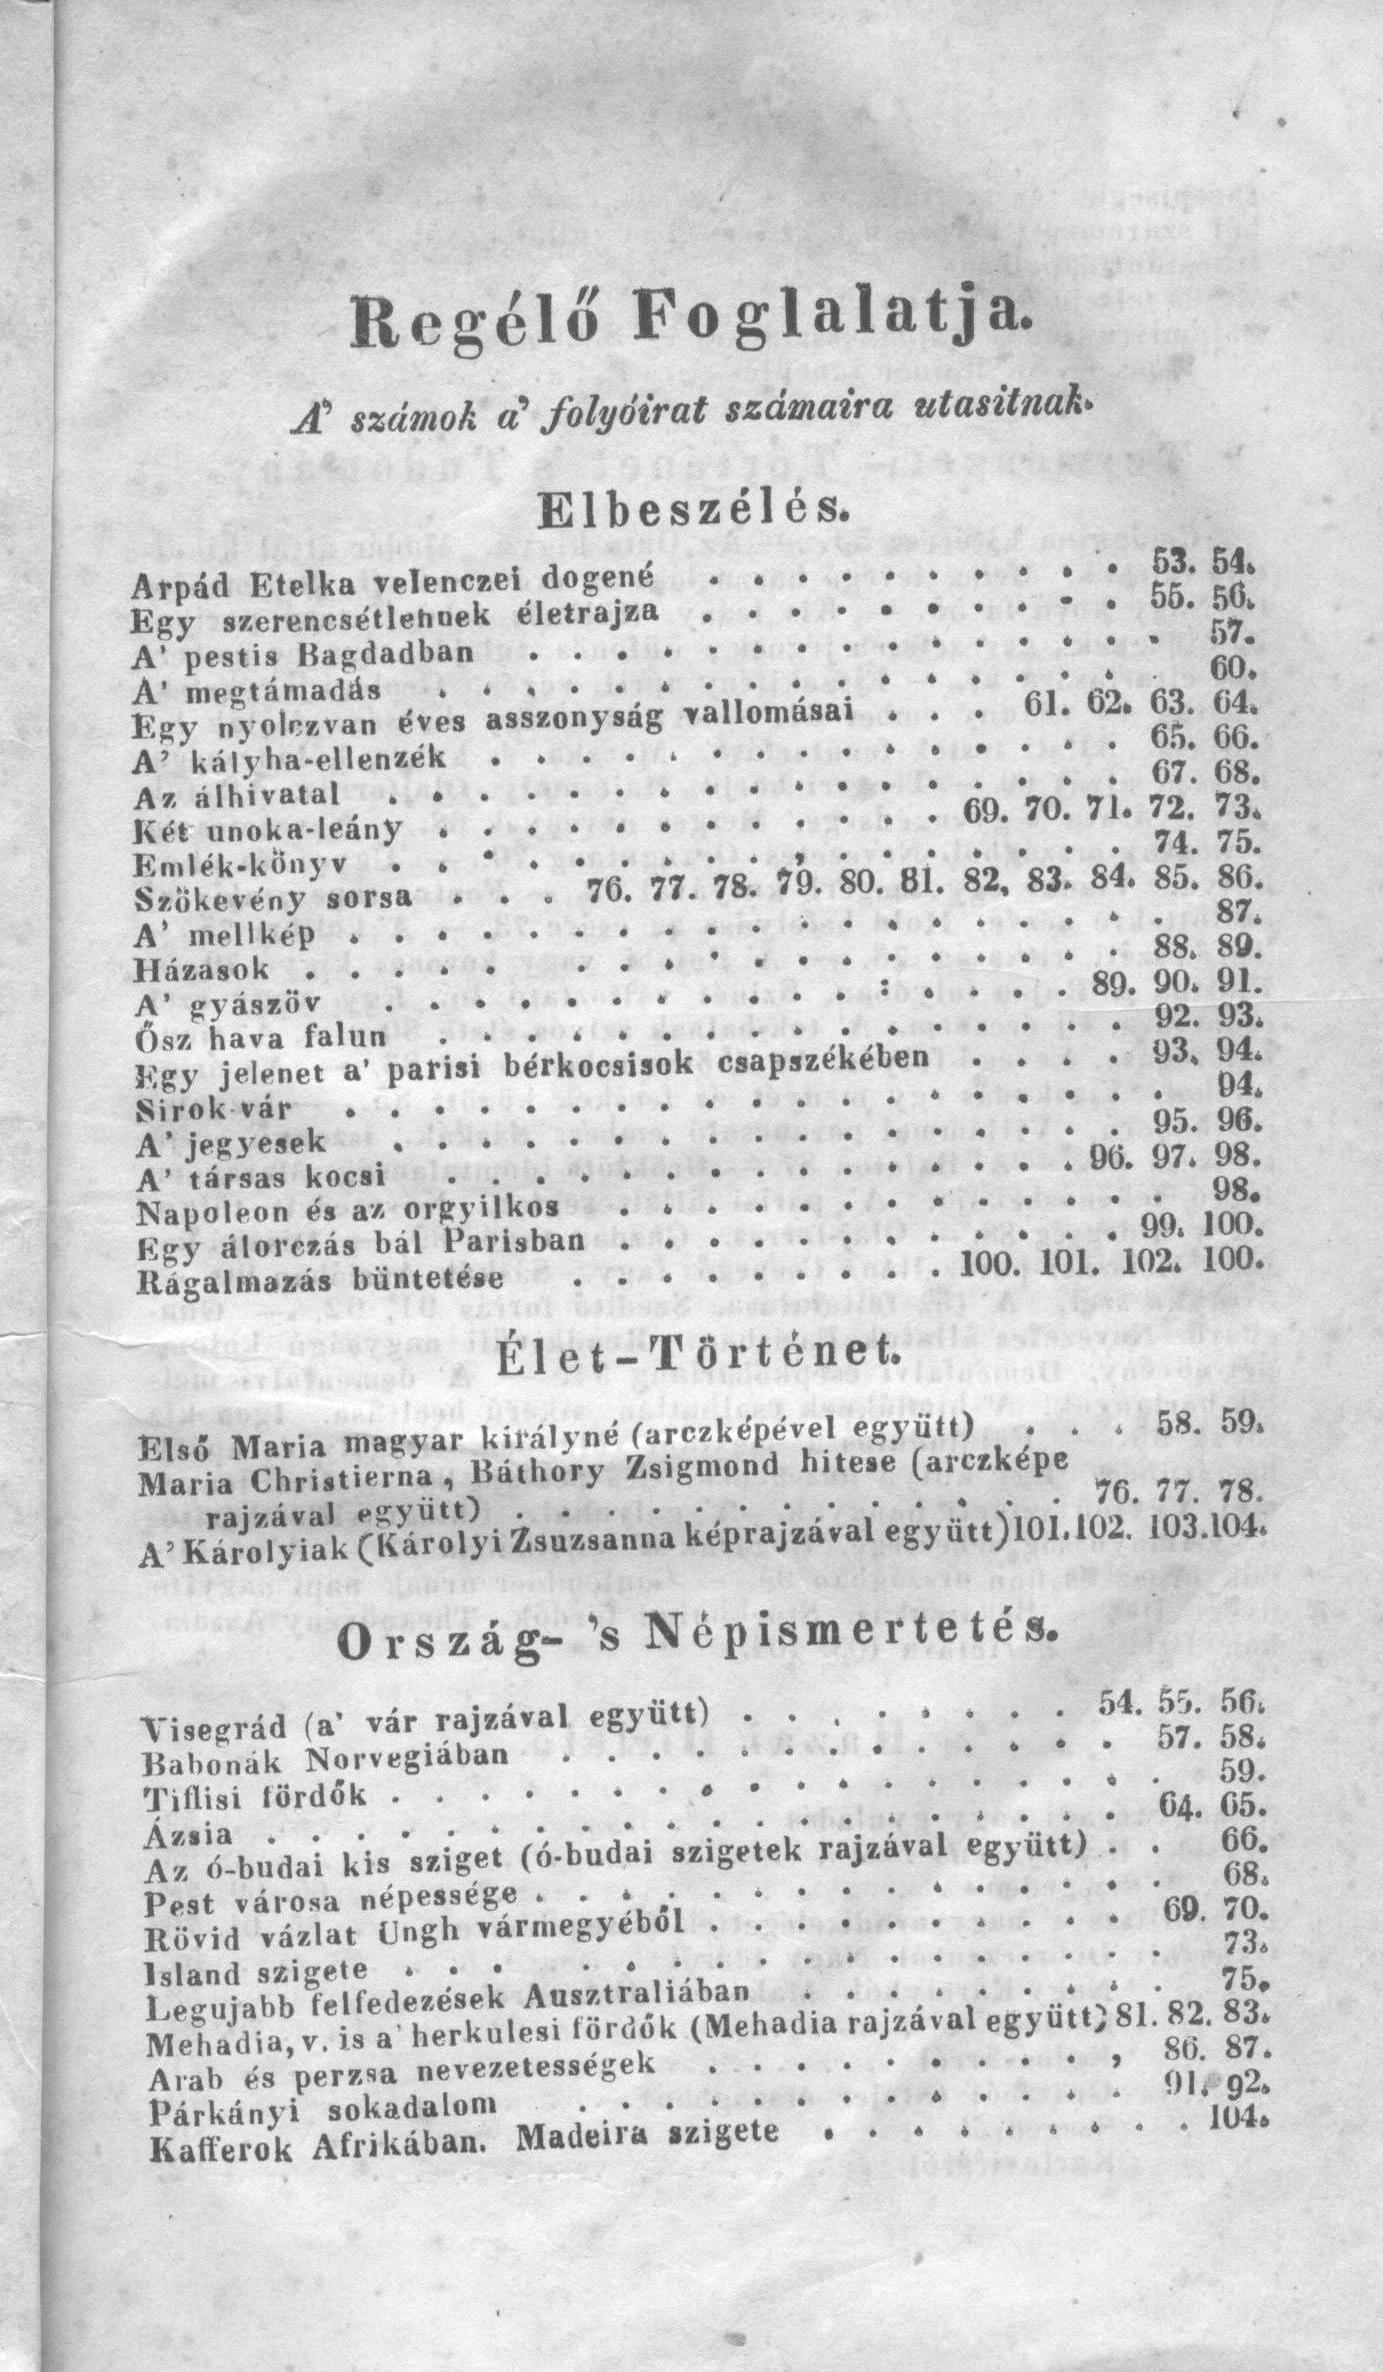 Regélő Foglalatja.
A' számok a' folyóirat számaira utasitnak.
Elbeszélés.
Arpád Etelka velenczei dogené . . . . . . . . . . 53. 54.
Egy szerencsétlennek életrajza . . . . . . . . . . 55. 56.
A' pestis Bagdadban . . . . . . . . . . . . . . . 57.
A' megtámadás . . . . . . . . . . . . . . . . . 60.
Egy nyolczvan éves asszonyság vallomásai . . . 61. 62. 63. 64.
A' kályha-ellenzék . . . . . . . . . . . . . . . 65. 66.
Az álhivatal . . . . . . . . . . . . . . . . . 67. 68.
Két unoka-leány . . . . . . . . . . . . 69. 70. 71. 72. 73.
Emlék-könyv . . . . . . . . . . . . . . . . . 74. 75.
Szökevény sorsa . . . 76. 77. 78. 79. 80. 81. 82, 83. 84. 85. 86.
A' mellkép . . . . . . . . . . . . . . . . . . . 87.
Házasok . . . . . . . . . . . . . . . . . . 88. 89.
A' gyászöv . . . . . . . . . . . . . . . . 89. 90. 91.
Ősz hava falun . . . . . . . . . . . . . . . . 92. 93.
Egy jelenet a' parisi bérkocsisok csapszékében . . . . 93. 94.
Sirok-vár . . . . . . . . . . . . . . . . . . . 94.
A' jegyesek . . . . . . . . . . . . . . . . . 95. 96.
A' társas kocsi . . . . . . . . . . . . . . . 96. 97. 98.
Napoleon és az orgyilkos . . . . . . . . . . . . . 98.
Egy álorczás bál Parisban . . . . . . . . . . . . 99. 100.
Rágalmazás büntetése . . . . . . . . . 100. 101. 102. 100.
Élet-Történet.
Első Maria magyar királyné (arczképével együtt) . . . 58. 59.
Maria Christierna, Báthory Zsigmond hitese (arczképe
rajzával együtt) . . . . . . . . . . . . . 76. 77. 78.
A' Károlyiak (Károlyi Zsuzsanna képrajzával együtt) 101. 102. 103. 104.
Ország- 's Népismertetés.
Visegrád (a' vár rajzával együtt) . . . . . . . . 54. 55. 56.
Babonák Norvegiában . . . . . . . . . . . . . 57. 58.
Tiflisi fördők . . . . . . . . . . . . . . . . . . 59.
Ázsia . . . . . . . . . . . . . . . . . . . . 64. 65.
Az ó-budai kis sziget (ó-budai szigetek rajzával együtt) . . 66.
Pest városa népessége . . . . . . . . . . . . . . . 68.
Rövid vázlat Ungh vármegyéből . . . . . . . . . . 69. 70.
Island szigete . . . . . . . . . . . . . . . . . 73.
Legujabb felfedezések Ausztraliában . . . . . . . . . 75.
Mehadia, v. is a' herkulesi fördők (Mehadia rajzával együtt) 81. 82. 83.
Arab és perzsa nevezetességek . . . . . . . . . , 86. 87.
Párkányi sokadalom . . . . . . . . . . . . . 91. 92.
Kafferok Afrikában. Madeira szigete . . . . . . . . . 104.